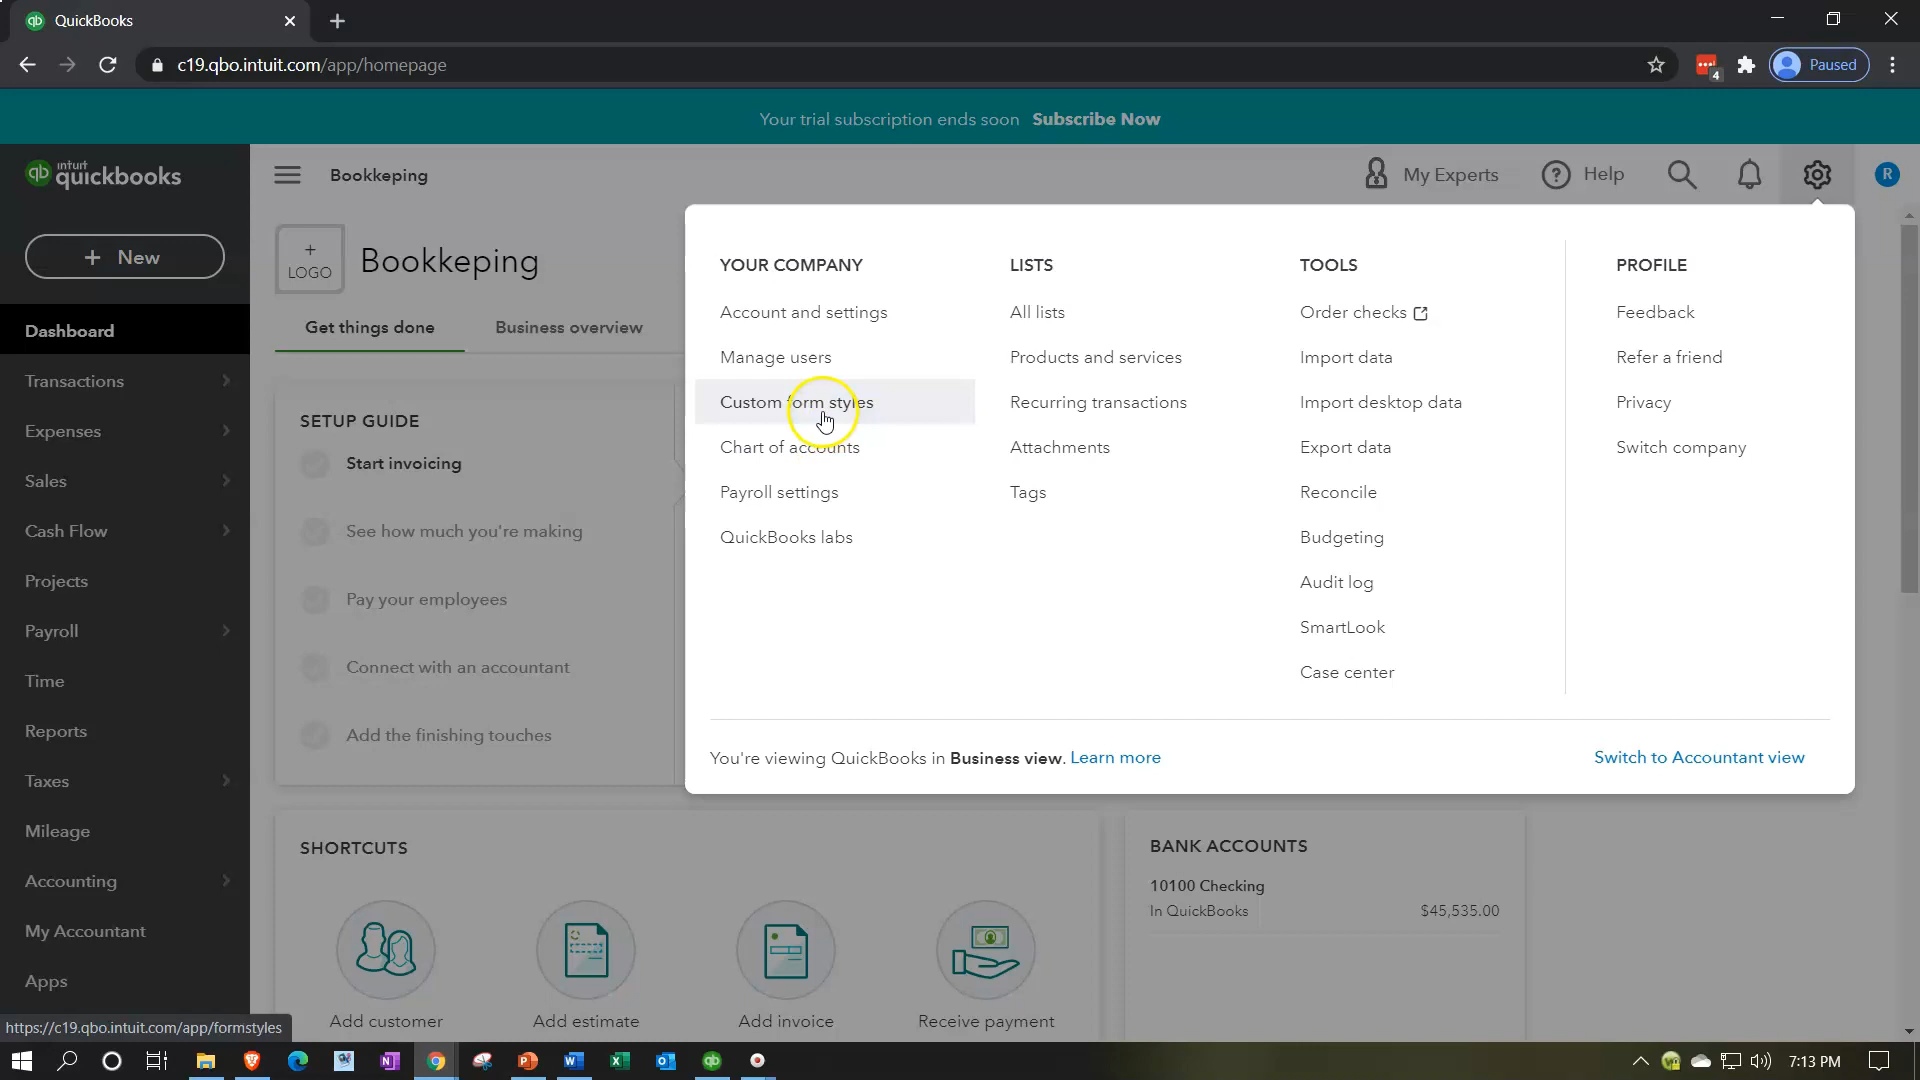 QuickBooks
c19.qbo.intuit.com/app/homepage
4
Paused
Your trial subscription ends soon Subscribe Now
intuit
qb quickbooks
Bookkeping
My Experts
Help
R
+ New
+
LOGO
Bookkeping
Get things done
Business overview
Dashboard
Transactions
Expenses
Sales
Cash Flow
Projects
Payroll
Time
Reports
Taxes
Mileage
Accounting
My Accountant
Apps
SETUP GUIDE
Start invoicing
See how much you're making
Pay your employees
Connect with an accountant
Add the finishing touches
YOUR COMPANY
Account and settings
Manage users
Custom form styles
Chart of accounts
Payroll settings
QuickBooks labs
LISTS
All lists
Products and services
Recurring transactions
Attachments
Tags
TOOLS
Order checks
Import data
Import desktop data
Export data
Reconcile
Budgeting
Audit log
SmartLook
Case center
PROFILE
Feedback
Refer a friend
Privacy
Switch company
You're viewing QuickBooks in Business view. Learn more
Switch to Accountant view
SHORTCUTS
Add customer
Add estimate
Add invoice
Receive payment
BANK ACCOUNTS
10100 Checking
In QuickBooks
$45,535.00
https://c19.qbo.intuit.com/app/formstyles
7:13 PM